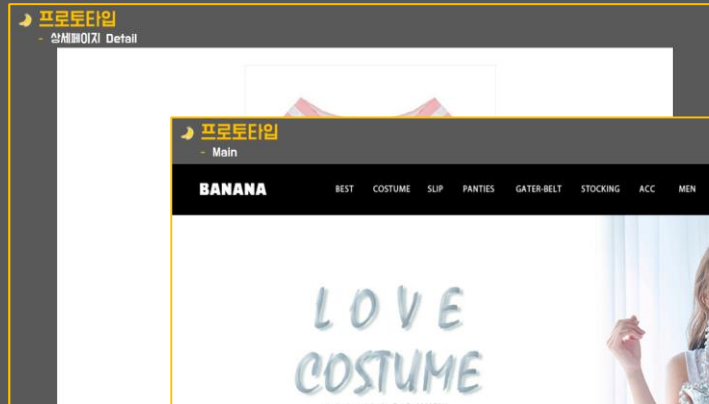 프로토타입
- 상세페이지 Detail
프로토타입
- Main
BANANA BEST COSTUME SLIP PANTIES GATER-BELT STOCKING ACC MEN
LOVE
COSTUME